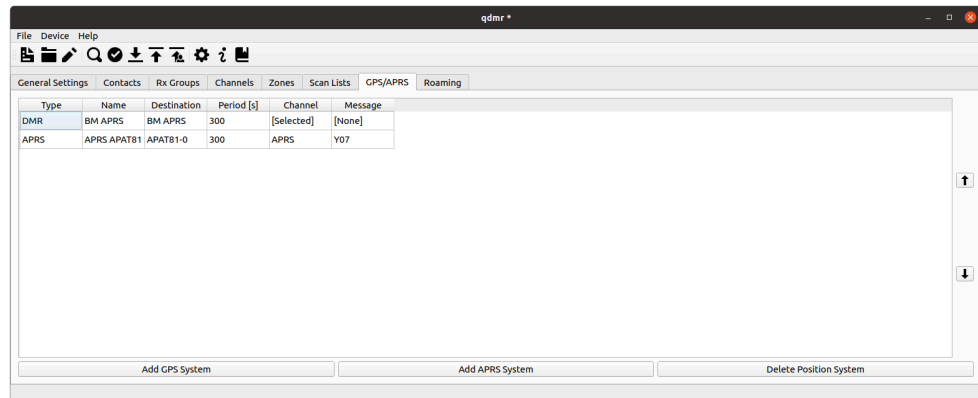 qdmr *
File Device Help
General Settings Contacts Rx Groups Channels Zones Scan Lists GPS/APRS Roaming
Type Name Destination Period [s] Channel Message
DMR BM APRS BM APRS 300 [Selected] [None]
APRS APRS APAT81 APAT81-0 300 APRS Y07
Add GPS System Add APRS System Delete Position System